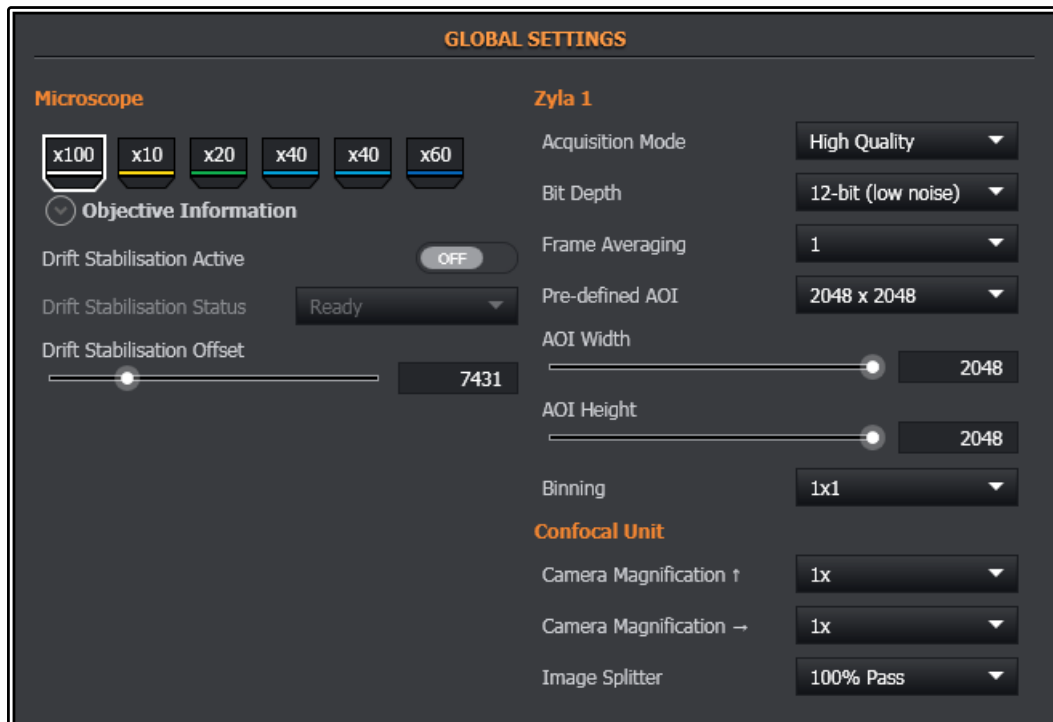 GLOBAL SETTINGS
Microscope
x100 x10 x20 x40 x40 x60
Objective Information
Drift Stabilisation Active OFF
Drift Stabilisation Status Ready
Drift Stabilisation Offset
7431
Zyla 1
Acquisition Mode High Quality
Bit Depth 12-bit (low noise)
Frame Averaging 1
Pre-defined AOI 2048 x 2048
AOI Width
2048
AOI Height
2048
Binning 1x1
Confocal Unit
Camera Magnification ↑ 1x
Camera Magnification → 1x
Image Splitter 100% Pass